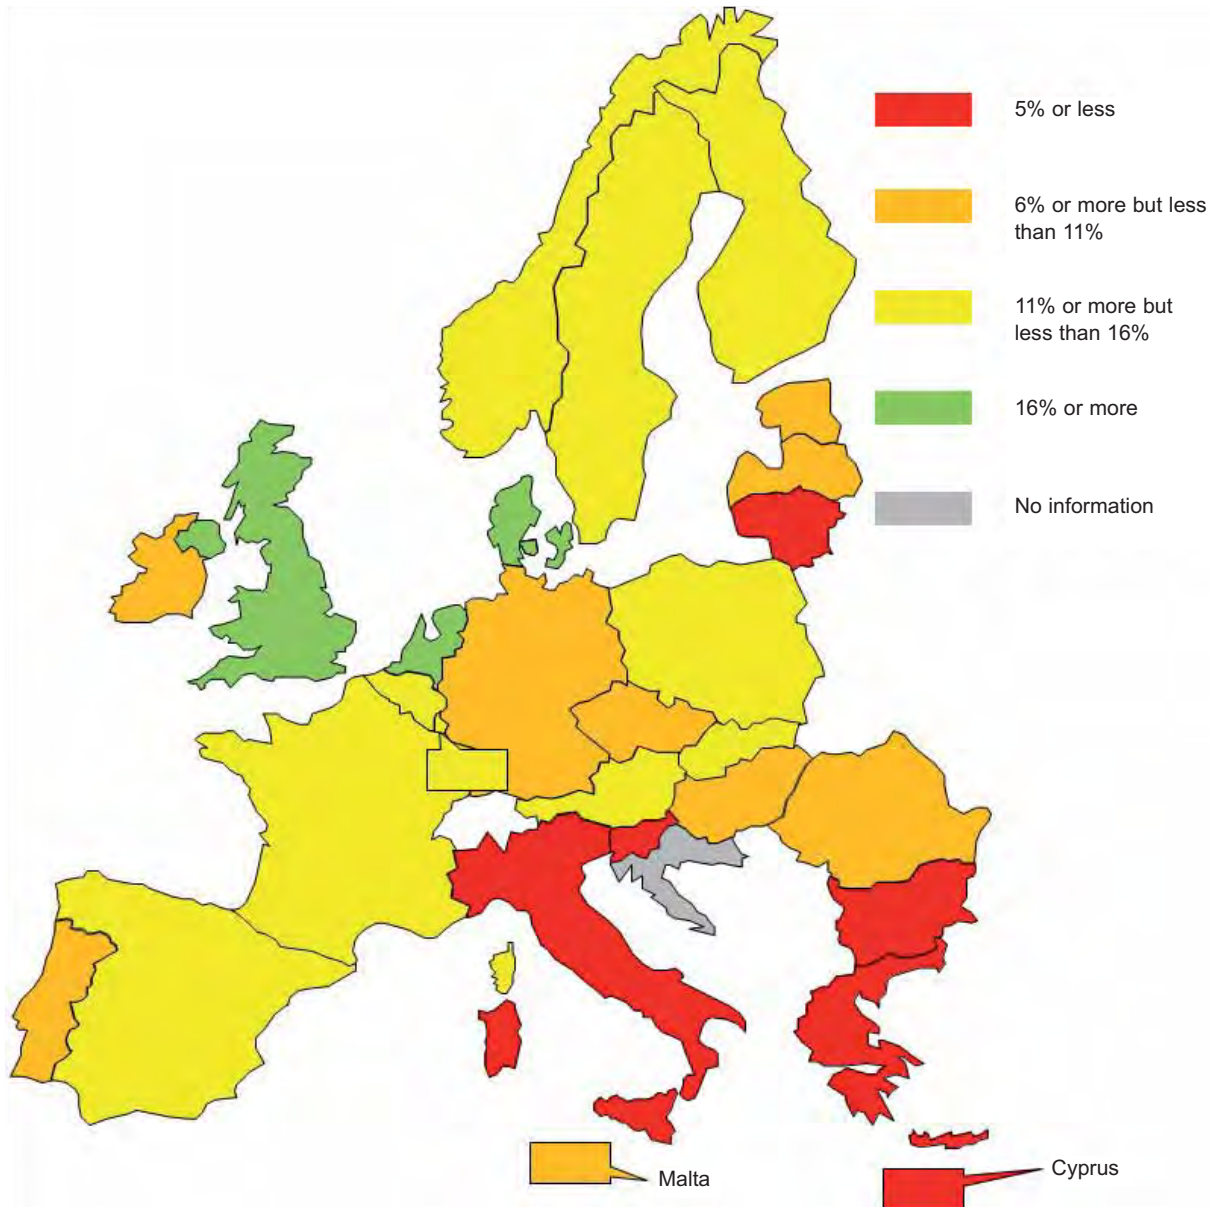 5% or less
6% or more but less
than 11%
11% or more but
less than 16%
16% or more
No information
Malta
Cyprus